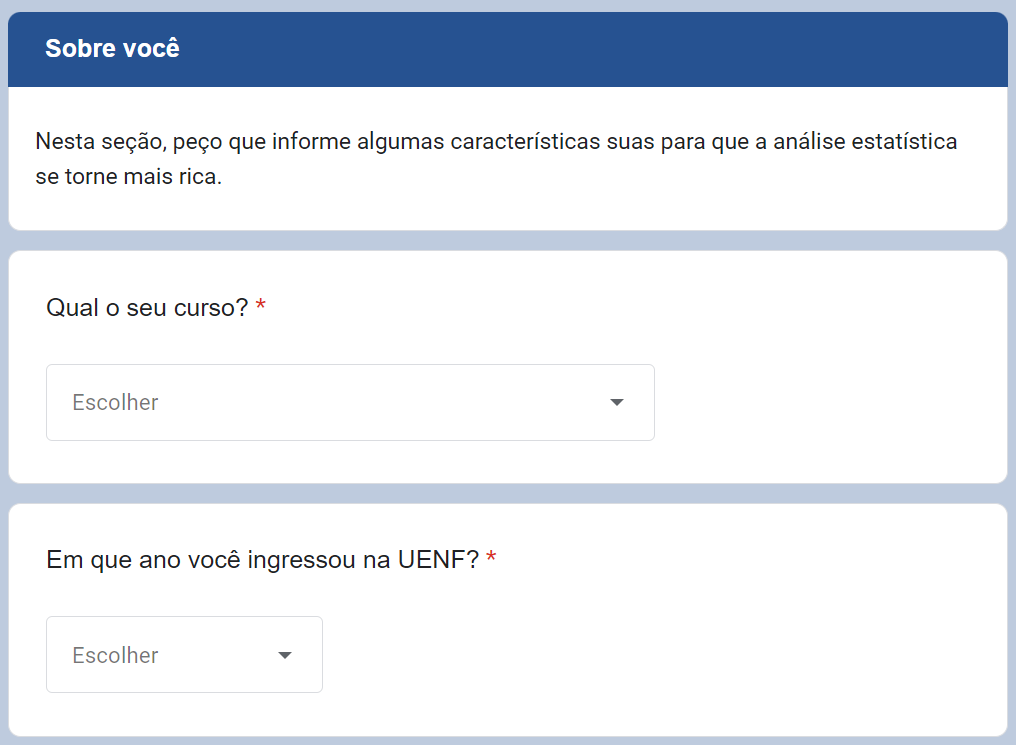 Sobre você
Nesta seção, peço que informe algumas características suas para que a análise estatística
se torne mais rica.
Qual o seu curso? *
Escolher
Em que ano você ingressou na UENF? *
Escolher